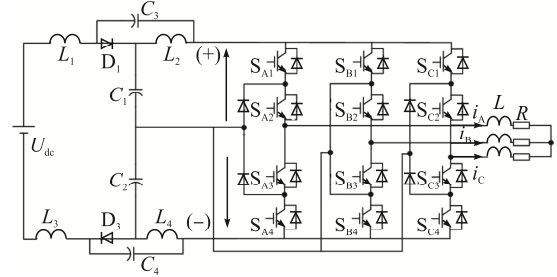 C3
L1
D1
L2
(+)
SA1
SB1
SC1
C1
SA2
SB2
SC2
L
R
iA
iB
iC
Udc
C2
SA3
SB3
SC3
L3
D3
L4
(−)
SA4
SB4
SC4
C4